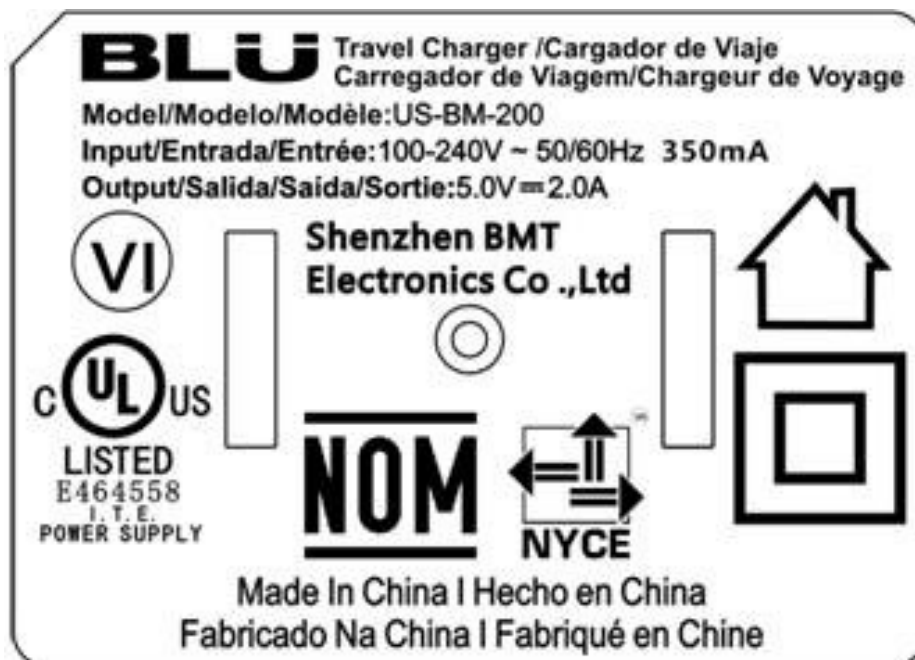 BLU Travel Charger /Cargador de Viaje
Carregador de Viagem/Chargeur de Voyage
Model/Modelo/Modèle:US-BM-200
Input/Entrada/Entrée:100-240V ~ 50/60Hz 350mA
Output/Salida/Saída/Sortie:5.0V⎓2.0A
VI
Shenzhen BMT
Electronics Co .,Ltd
C UL US
LISTED
E464558
I.T.E.
POWER SUPPLY
NOM
NYCE
Made In China I Hecho en China
Fabricado Na China I Fabriqué en Chine